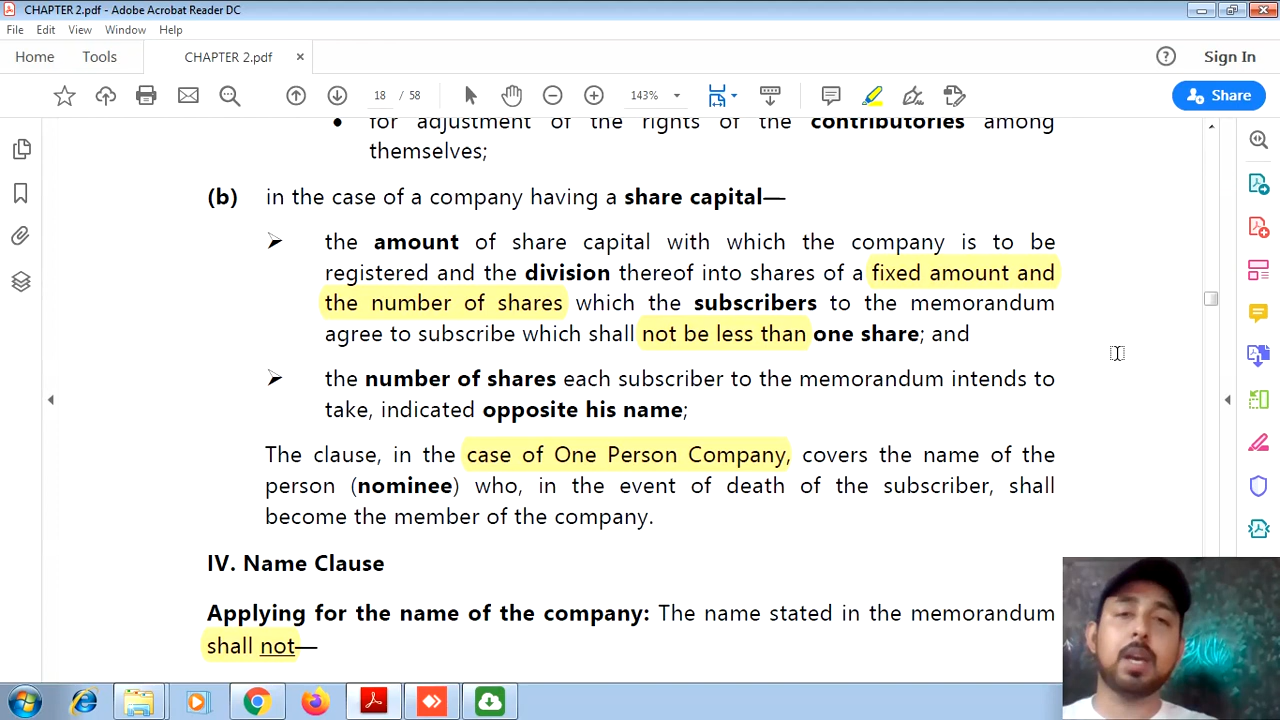 CHAPTER 2.pdf - Adobe Acrobat Reader DC
File Edit View Window Help
Home Tools CHAPTER 2.pdf × ? Sign In
18 / 58 143% Share
• for adjustment of the rights of the contributories among
themselves;
(b) in the case of a company having a share capital—
➢ the amount of share capital with which the company is to be
registered and the division thereof into shares of a fixed amount and
the number of shares which the subscribers to the memorandum
agree to subscribe which shall not be less than one share; and
➢ the number of shares each subscriber to the memorandum intends to
take, indicated opposite his name;
The clause, in the case of One Person Company, covers the name of the
person (nominee) who, in the event of death of the subscriber, shall
become the member of the company.
IV. Name Clause
Applying for the name of the company: The name stated in the memorandum
shall not—